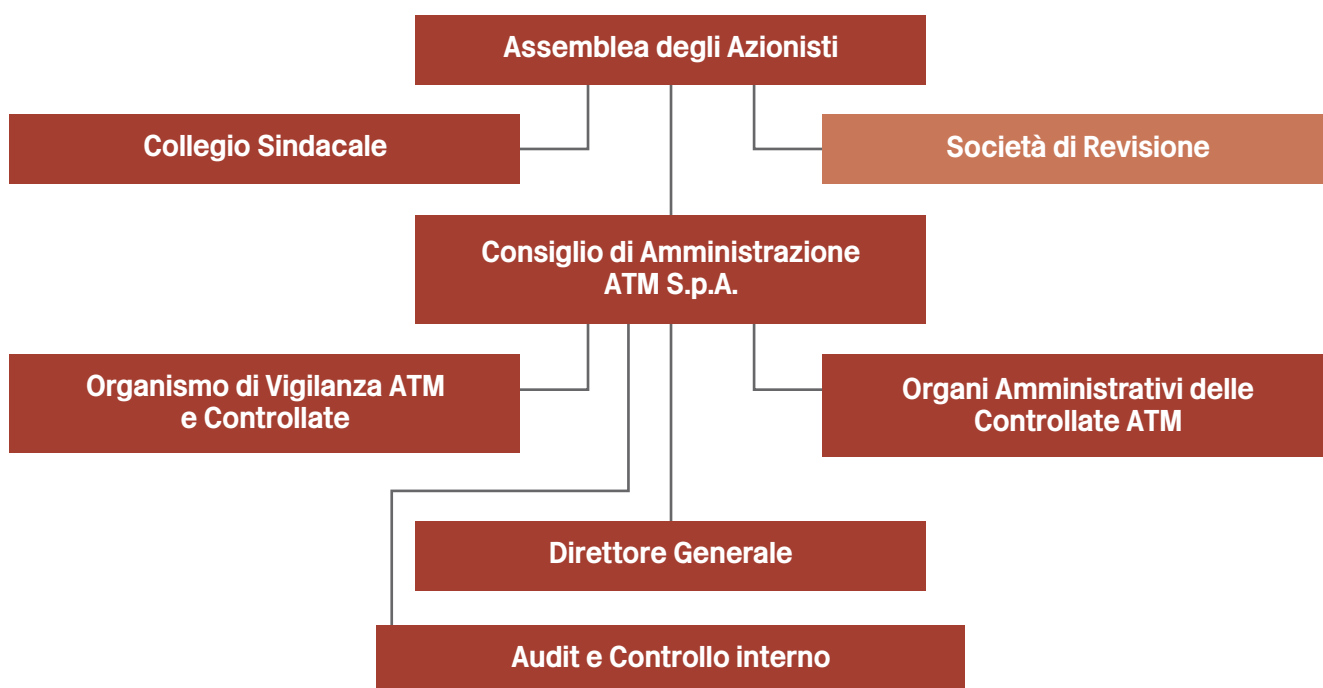 Assemblea degli Azionisti
Collegio Sindacale
Società di Revisione
Consiglio di Amministrazione
ATM S.p.A.
Organismo di Vigilanza ATM
e Controllate
Organi Amministrativi delle
Controllate ATM
Direttore Generale
Audit e Controllo interno